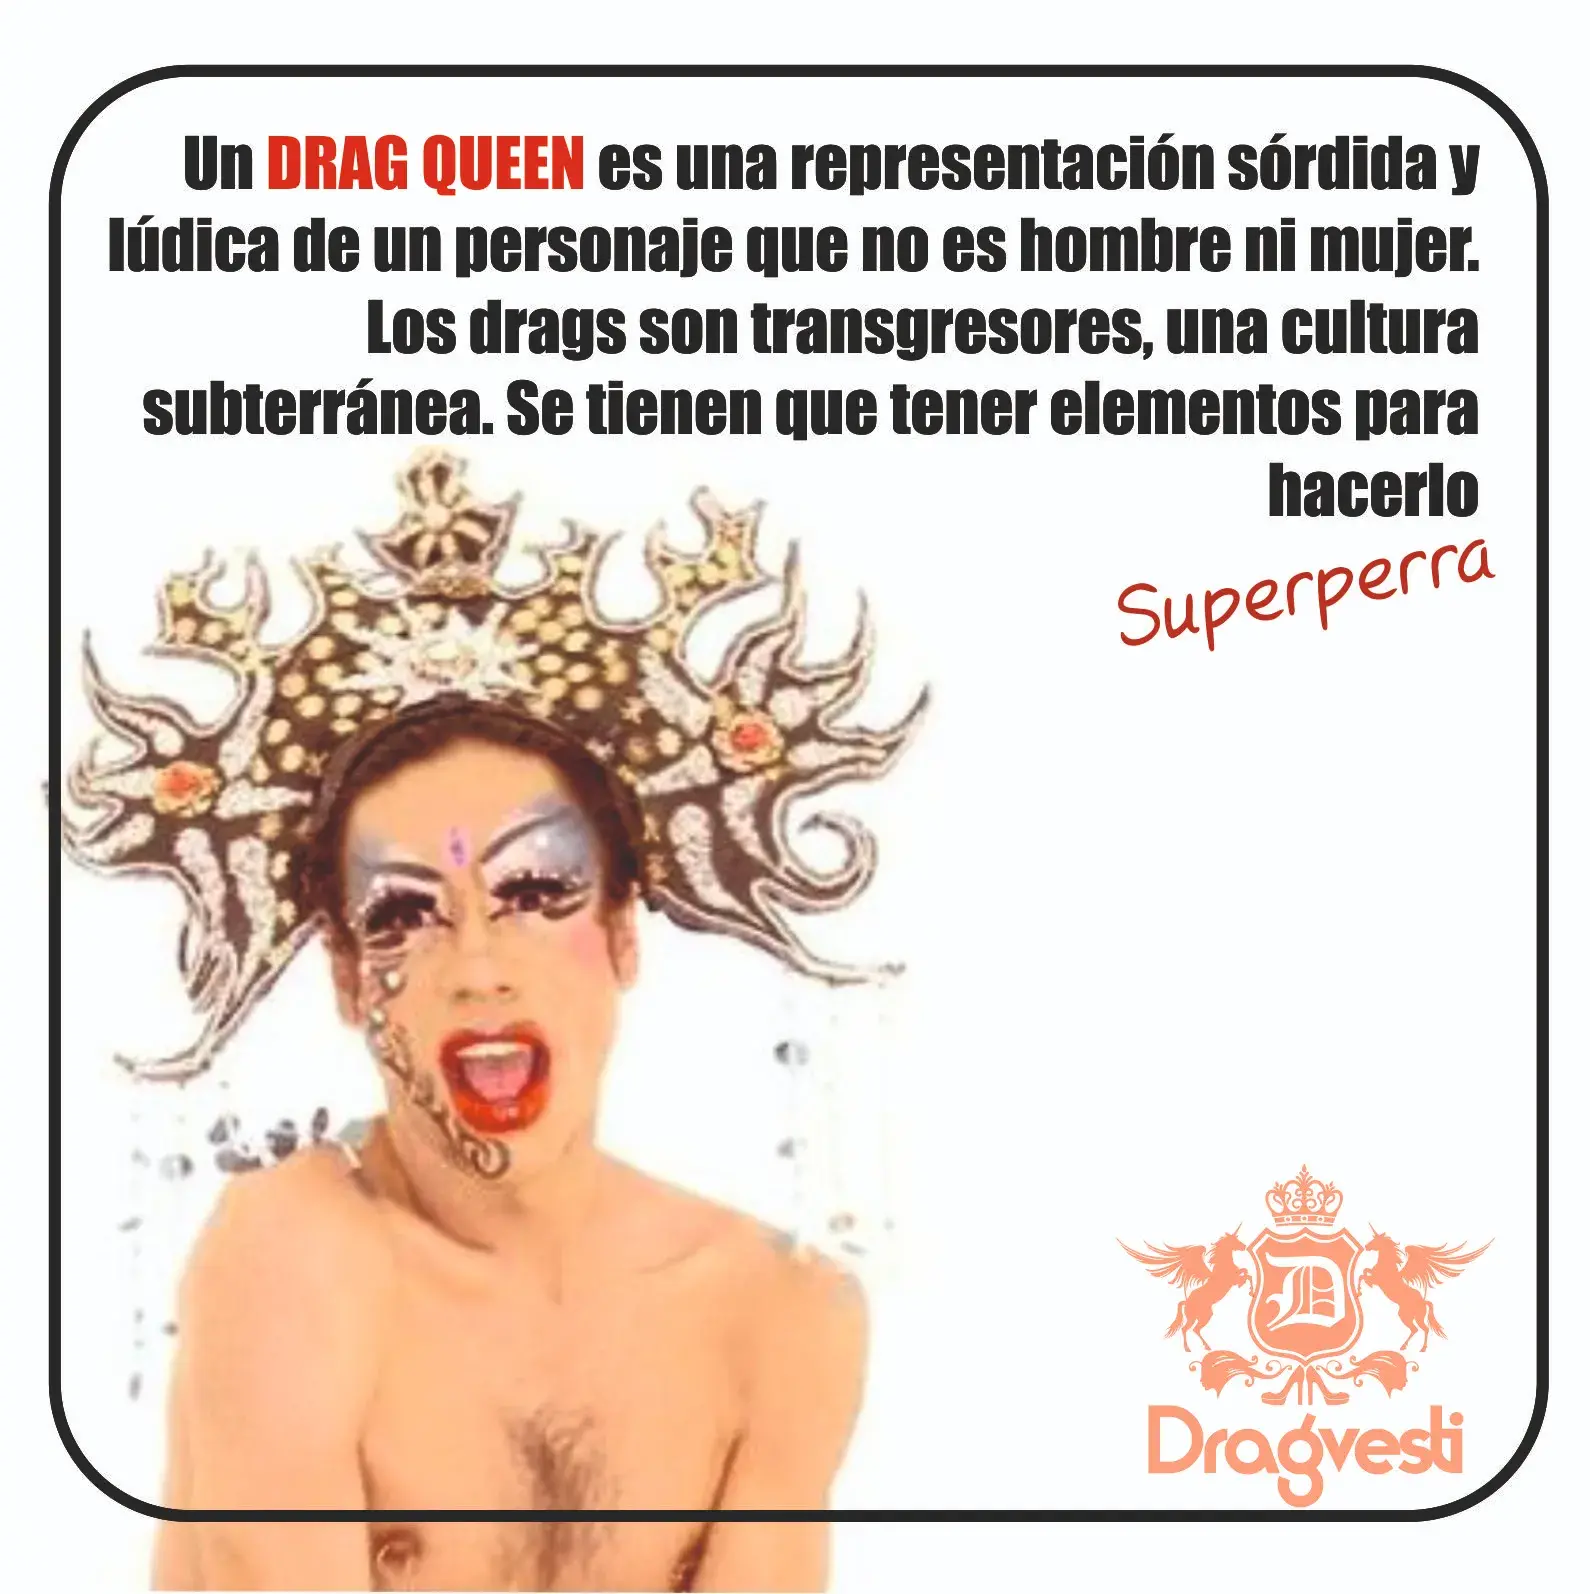 Un DRAG QUEEN es una representación sórdida y
lúdica de un personaje que no es hombre ni mujer.
Los drags son transgresores, una cultura
subterránea. Se tienen que tener elementos para
hacerlo
Superperra
D
Dragvesti